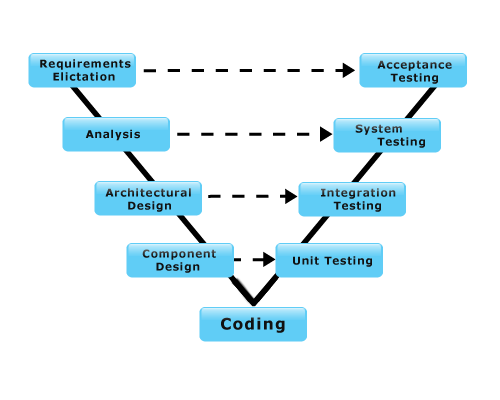 Requirements
Elictation
Acceptance
Testing
Analysis
System
Testing
Architectural
Design
Integration
Testing
Component
Design
Unit Testing
Coding